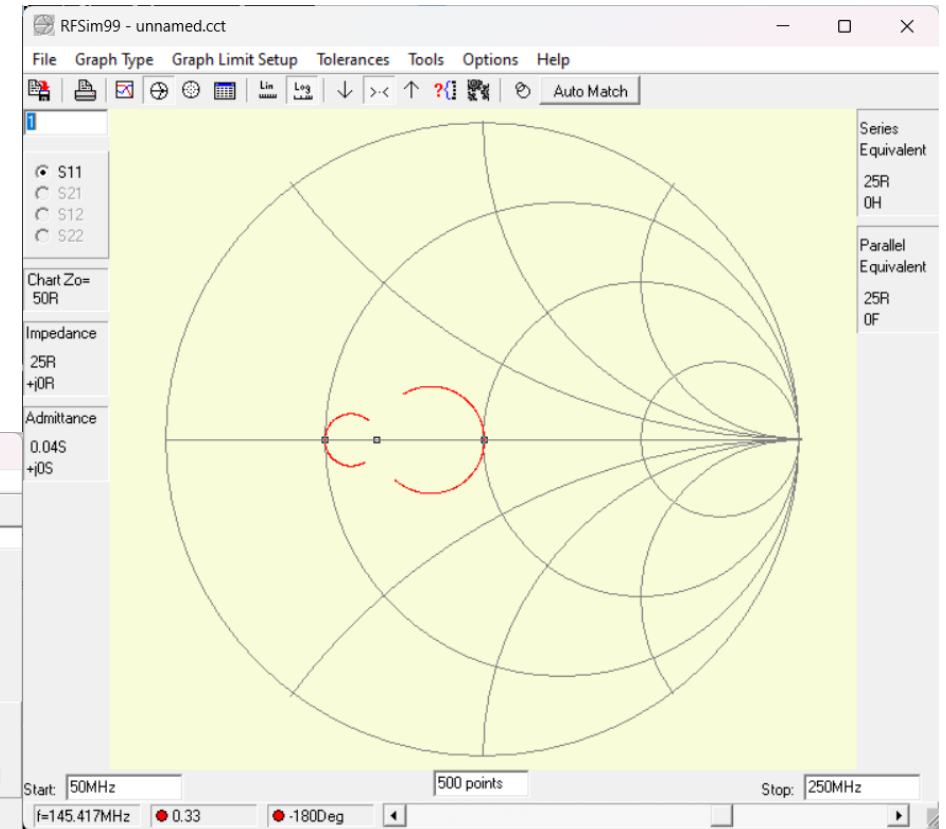 RFSim99 - unnamed.cct
File Graph Type Graph Limit Setup Tolerances Tools Options Help
Lin Log ?{} Auto Match
1
S11
S21
S12
S22
Chart Zo=
50R
Impedance
25R
+j0R
Admittance
0.04S
+j0S
Series
Equivalent
25R
0H
Parallel
Equivalent
25R
0F
Start: 50MHz 500 points Stop: 250MHz
f=145.417MHz 0.33 -180Deg